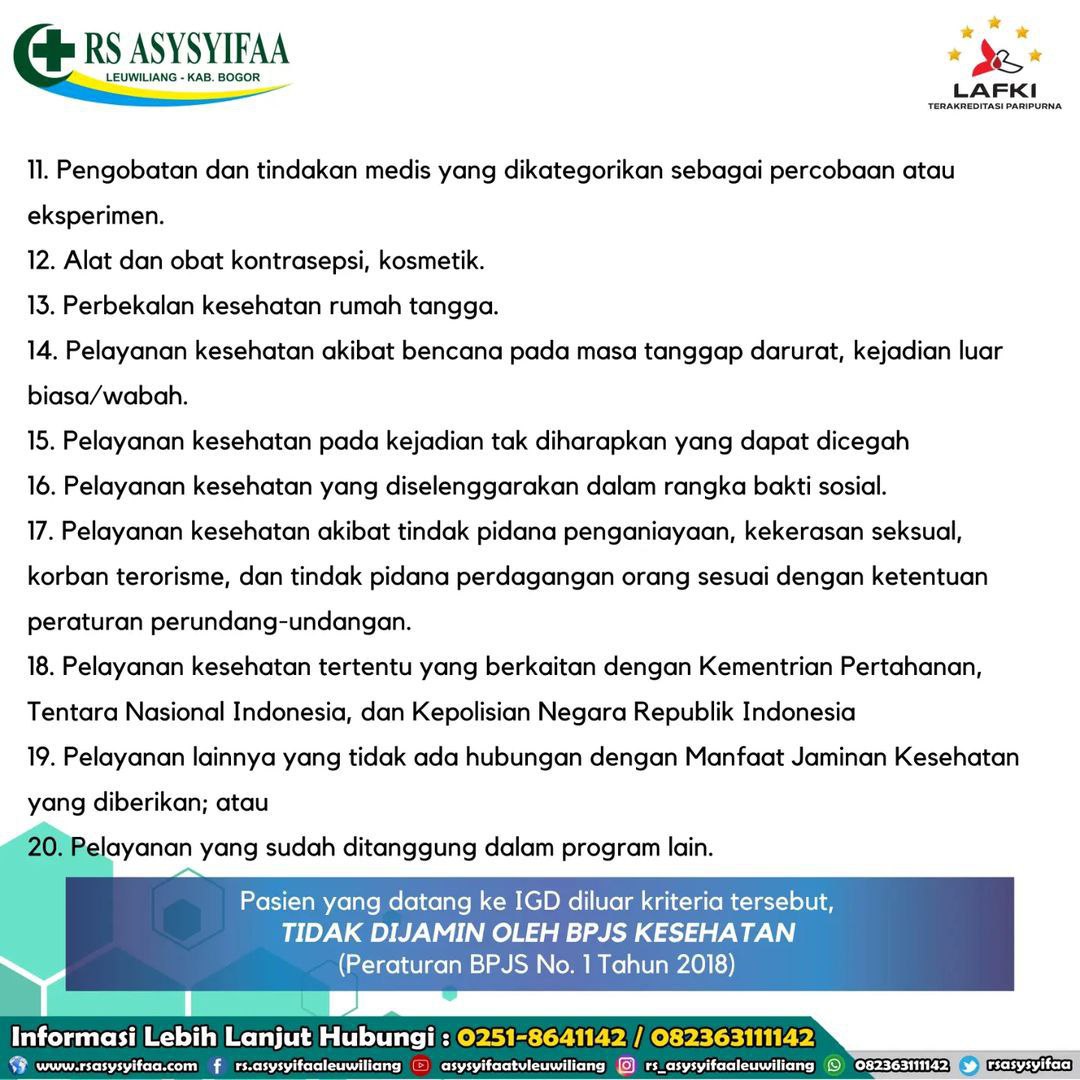 RS ASYSYIFAA
LEUWILIANG - KAB. BOGOR
LAFKI
TERAKREDITASI PARIPURNA
11. Pengobatan dan tindakan medis yang dikategorikan sebagai percobaan atau
eksperimen.
12. Alat dan obat kontrasepsi, kosmetik.
13. Perbekalan kesehatan rumah tangga.
14. Pelayanan kesehatan akibat bencana pada masa tanggap darurat, kejadian luar
biasa/wabah.
15. Pelayanan kesehatan pada kejadian tak diharapkan yang dapat dicegah
16. Pelayanan kesehatan yang diselenggarakan dalam rangka bakti sosial.
17. Pelayanan kesehatan akibat tindak pidana penganiayaan, kekerasan seksual,
korban terorisme, dan tindak pidana perdagangan orang sesuai dengan ketentuan
peraturan perundang-undangan.
18. Pelayanan kesehatan tertentu yang berkaitan dengan Kementrian Pertahanan,
Tentara Nasional Indonesia, dan Kepolisian Negara Republik Indonesia
19. Pelayanan lainnya yang tidak ada hubungan dengan Manfaat Jaminan Kesehatan
yang diberikan; atau
20. Pelayanan yang sudah ditanggung dalam program lain.
Pasien yang datang ke IGD diluar kriteria tersebut,
TIDAK DIJAMIN OLEH BPJS KESEHATAN
(Peraturan BPJS No. 1 Tahun 2018)
Informasi Lebih Lanjut Hubungi : 0251-8641142 / 082363111142
www.rsasysyifaa.com rs.asysyifaaleuwiliang asysyifaatvleuwiliang rs_asysyifaaleuwiliang 082363111142 rsasysyifaa